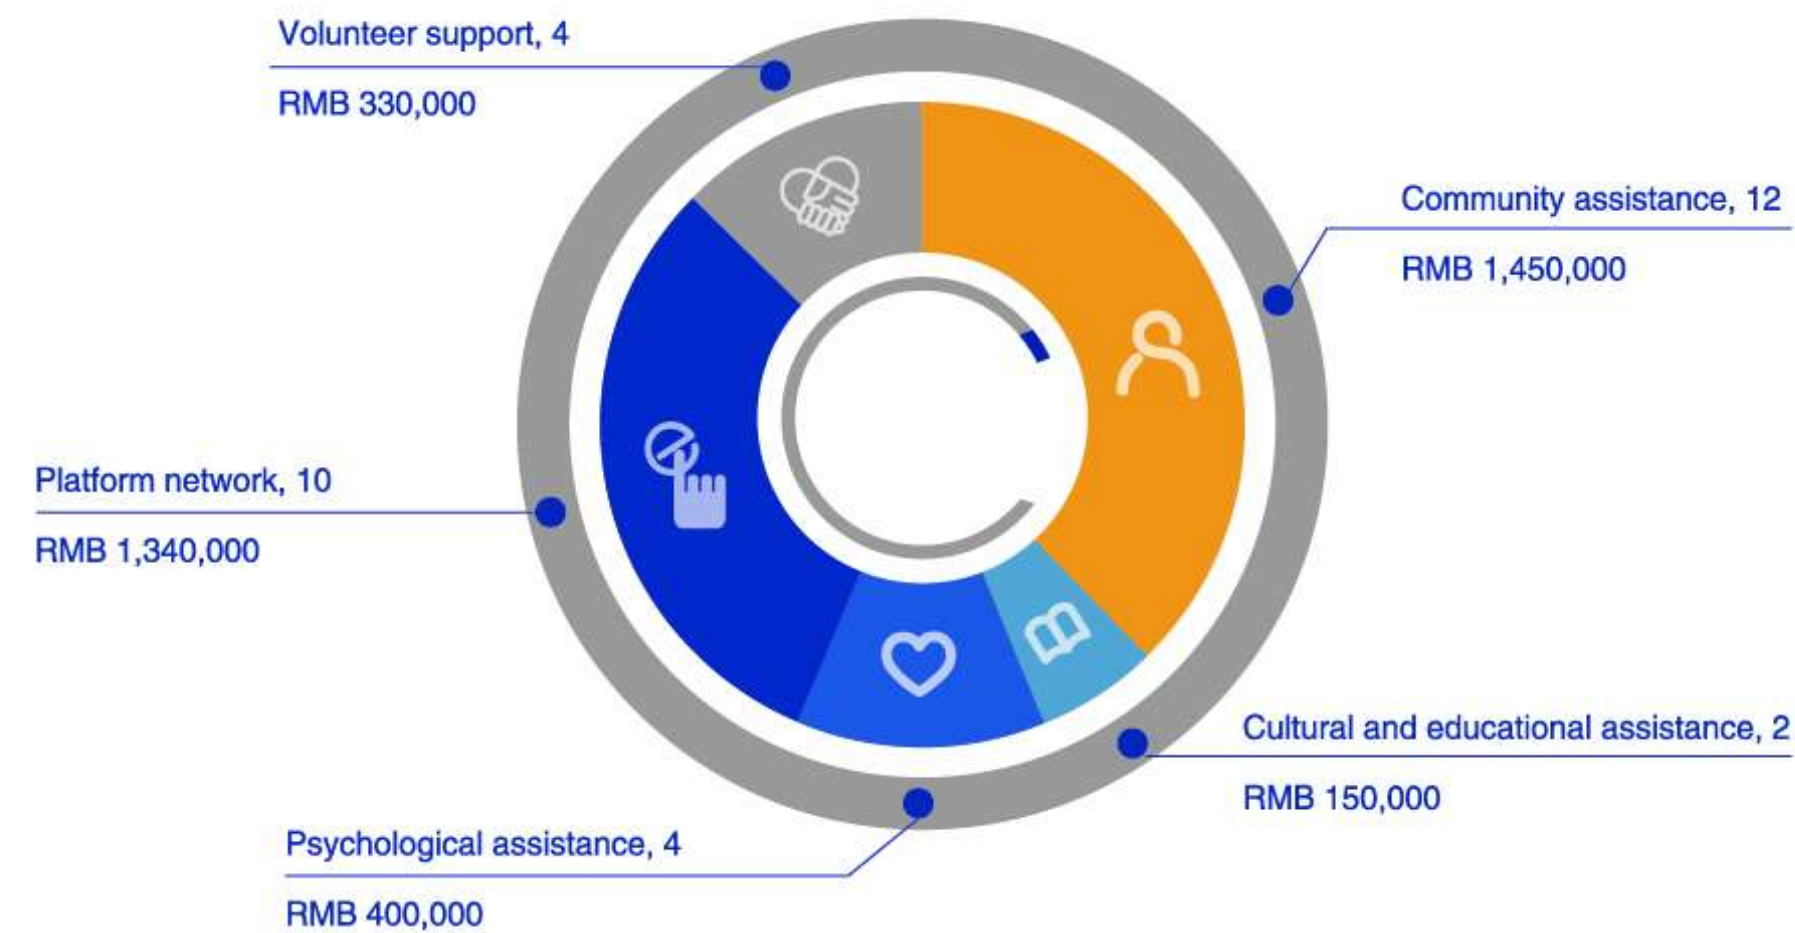 Volunteer support, 4
RMB 330,000
Community assistance, 12
RMB 1,450,000
Platform network, 10
RMB 1,340,000
Cultural and educational assistance, 2
RMB 150,000
Psychological assistance, 4
RMB 400,000